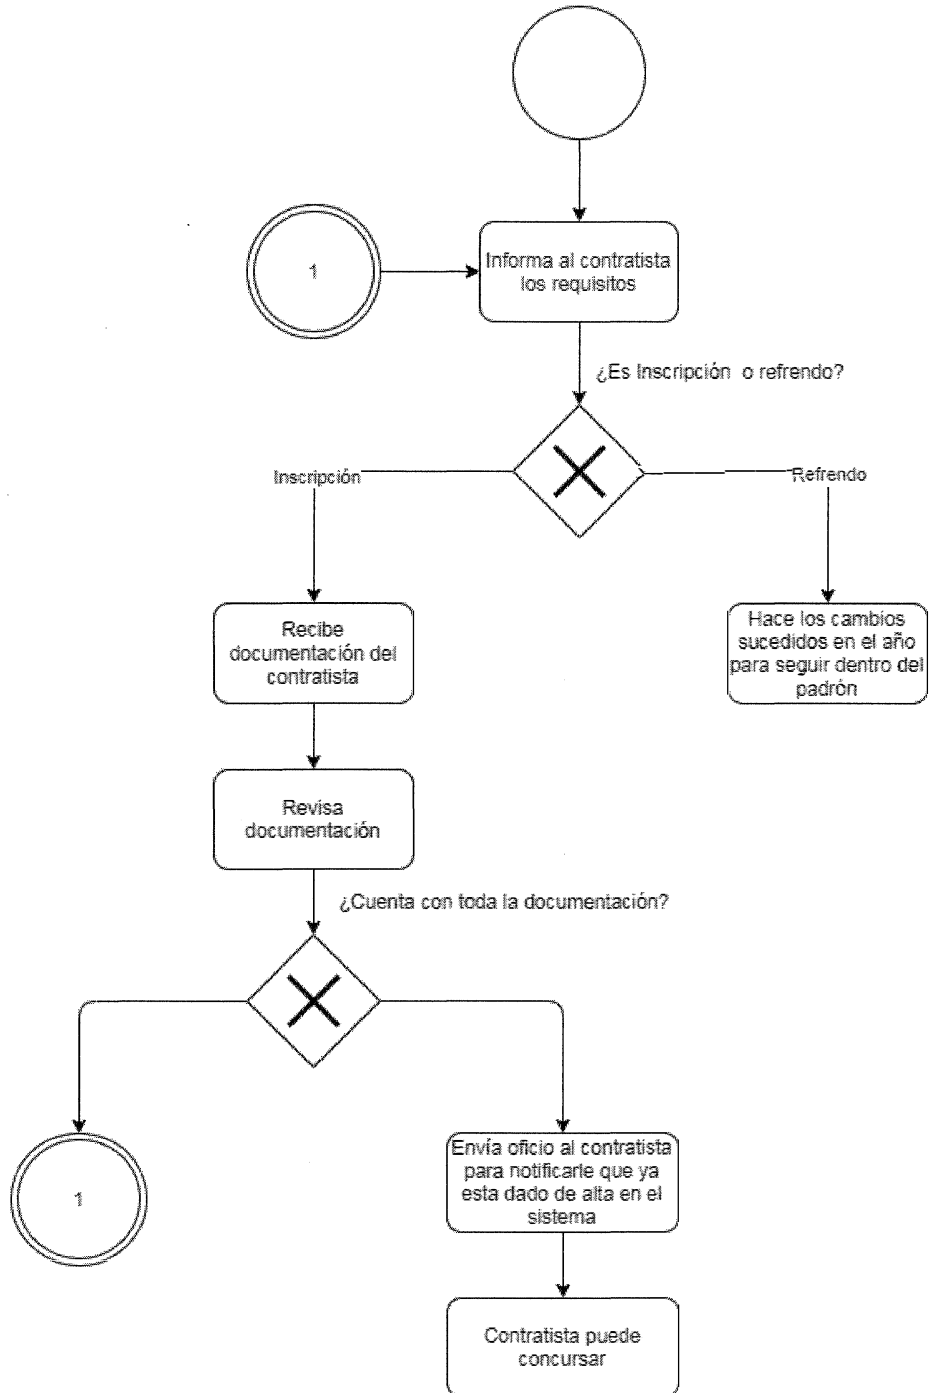 1
Informa al contratista
los requisitos
¿Es Inscripción o refrendo?
Inscripción
Refrendo
Recibe
documentación del
contratista
Hace los cambios
sucedidos en el año
para seguir dentro del
padrón
Revisa
documentación
¿Cuenta con toda la documentación?
1
Envía oficio al contratista
para notificarle que ya
esta dado de alta en el
sistema
Contratista puede
concursar